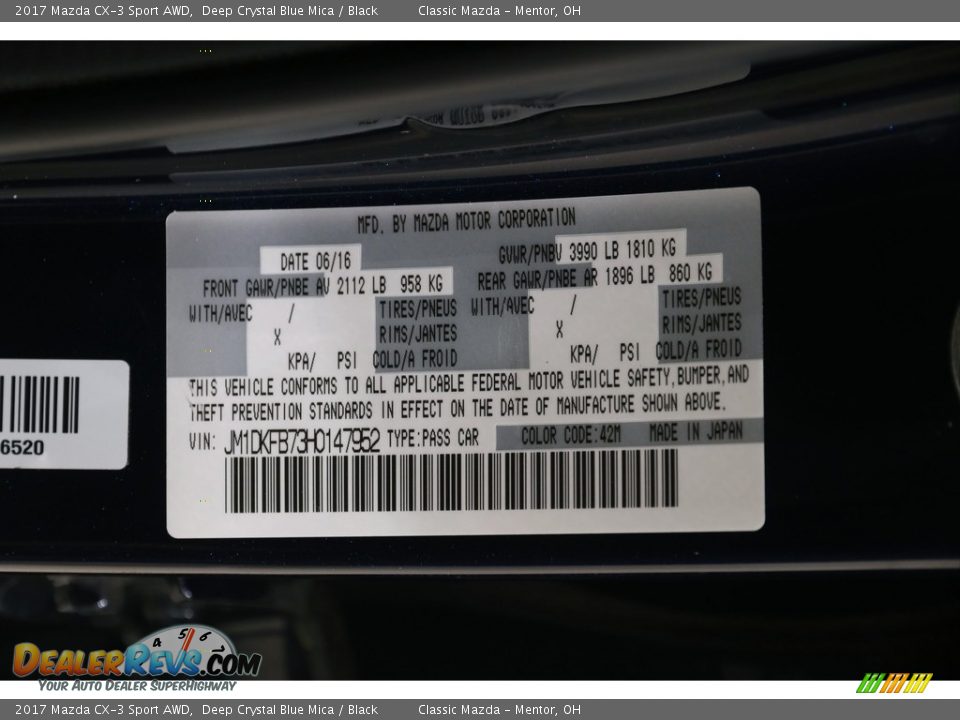 2017 Mazda CX-3 Sport AWD, Deep Crystal Blue Mica / Black Classic Mazda - Mentor, OH
MFD. BY MAZDA MOTOR CORPORATION
DATE 06/16 GVWR/PNBV 3990 LB 1810 KG
FRONT GAWR/PNBE AV 2112 LB 958 KG REAR GAWR/PNBE AR 1896 LB 860 KG
WITH/AVEC / TIRES/PNEUS WITH/AVEC / TIRES/PNEUS
X RIMS/JANTES X RIMS/JANTES
KPA/ PSI COLD/A FROID KPA/ PSI COLD/A FROID
THIS VEHICLE CONFORMS TO ALL APPLICABLE FEDERAL MOTOR VEHICLE SAFETY,BUMPER,AND
THEFT PREVENTION STANDARDS IN EFFECT ON THE DATE OF MANUFACTURE SHOWN ABOVE.
VIN: JM1DKFB73H0147952 TYPE:PASS CAR COLOR CODE:42M MADE IN JAPAN
6520
4 5 6 7
DEALERREVS.COM
YOUR AUTO DEALER SUPERHIGHWAY
2017 Mazda CX-3 Sport AWD, Deep Crystal Blue Mica / Black Classic Mazda - Mentor, OH